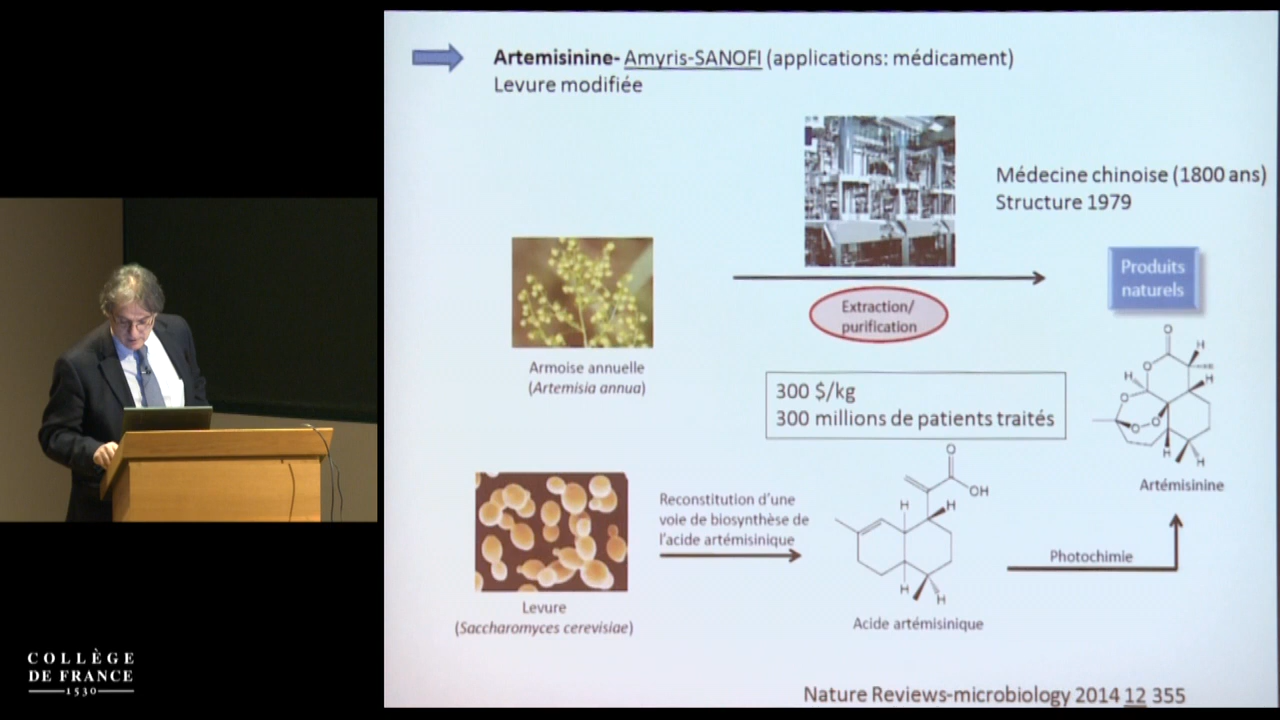 Artemisinine- Amyris-SANOFI (applications: médicament)
Levure modifiée
Médecine chinoise (1800 ans)
Structure 1979
Produits
naturels
Extraction/
purification
Armoise annuelle
(Artemisia annua)
300 $/kg
300 millions de patients traités
O
O
H
H
H
O
O
O
H
H
Artémisinine
Reconstitution d'une
voie de biosynthèse de
l'acide artémisinique
O
OH
H
H
H
H
Acide artémisinique
Photochimie
Levure
(Saccharomyces cerevisiae)
COLLÈGE
DE FRANCE
1530
Nature Reviews-microbiology 2014 12 355